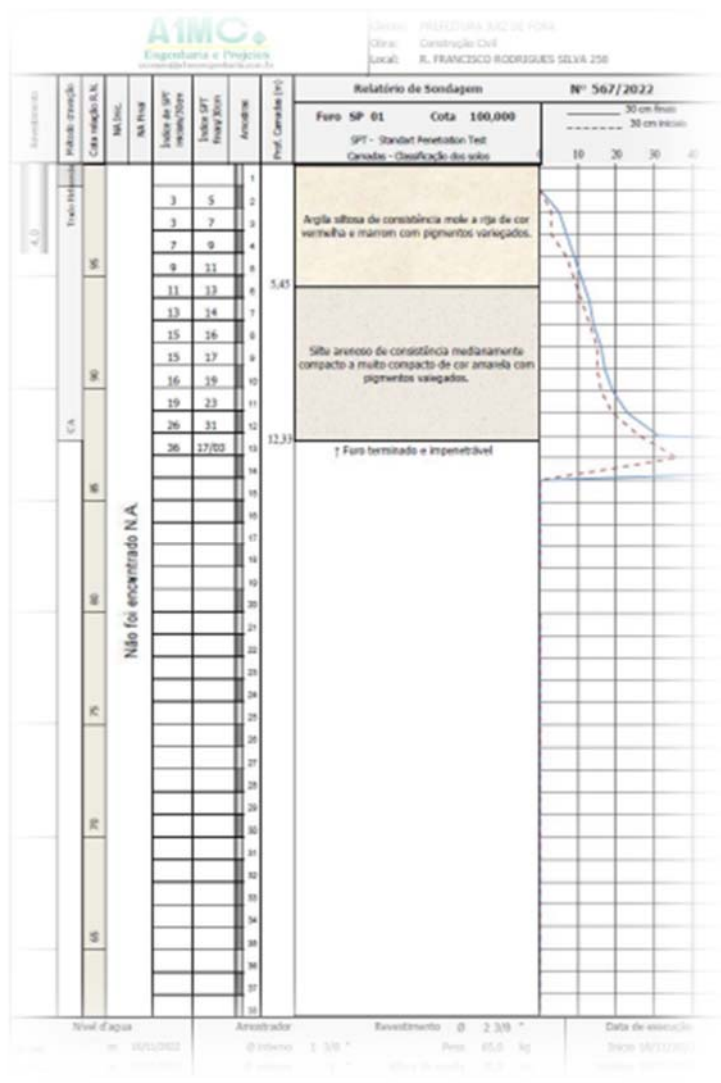 A1MC
Engenharia e Projetos
Cliente: PREFEITURA JUIZ DE FORA
Obra: Construção Civil
Local: R. FRANCISCO RODRIGUES SILVA 258
Revestimento
Método cravação
Cota relação R.N.
NA Inic.
NA Final
Índice de SPT iniciais/30cm
Índice SPT finais/30cm
Amostras
Prof. Camadas (m)
Relatório de Sondagem Nº 567/2022
Furo SP 01 Cota 100,000
SPT - Standart Penetration Test
Camadas - Classificação dos solos
30 cm finais
30 cm iniciais
0 10 20 30 40
4,0
Trado Helicoidal
CA
95
90
85
80
75
70
65
1
3 5 2
3 7 3
7 9 4
9 11 5
11 13 6
13 14 7
15 16 8
15 17 9
16 19 10
19 23 11
26 31 12
36 17/03 13
14
15
16
17
18
19
20
21
22
23
24
25
26
27
28
29
30
31
32
33
34
35
36
37
38
5,45
12,33
Argila siltosa de consistência mole a rija de cor
vermelha e marrom com pigmentos variegados.
Silte arenoso de consistência medianamente
compacto a muito compacto de cor amarela com
pigmentos vaiegados.
↑ Furo terminado e impenetrável
Não foi encontrado N.A.
Nível d'agua Amostrador Revestimento Ø 2 3/8 " Data de execução
m Ø interno 1 3/8 " Peso 65,0 kg Início